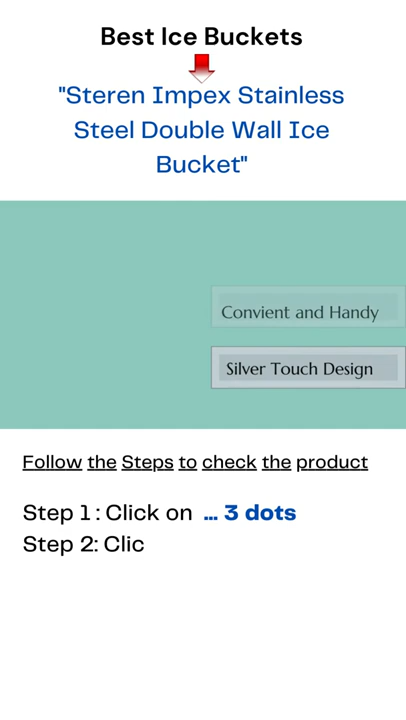 Best Ice Buckets
"Steren Impex Stainless
Steel Double Wall Ice
Bucket"
Convient and Handy
Silver Touch Design
Follow the Steps to check the product
Step 1: Click on ... 3 dots
Step 2: Clic